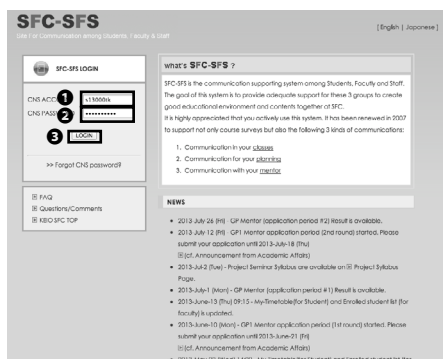 SFC-SFS
[ English | Japanese ]
Site For Communication among Students, Faculty & Staff
SFC-SFS LOGIN
CNS ACCO
1
s13000tk
CNS PASS
2
••••••••••
3
LOGIN
>> Forgot CNS password?
FAQ
Questions/Comments
KEIO SFC TOP
what's SFC-SFS ?
SFC-SFS is the communication supporting system among Students, Faculty and Staff.
The goal of this system is to provide adequate support for these 3 groups to create
good educational environment and contents together at SFC.
It is highly appreciated that you actively use this system. It has been renewed in 2007
to support not only course surveys but also the following 3 kinds of communications:
1. Communication in your classes
2. Communication for your planning
3. Communication with your mentor
NEWS
• 2013-July-26 (Fri) - GP Mentor (application period #2) Result is available.
• 2013-July-12 (Fri) - GP1 Mentor application period (2nd round) started. Please
submit your application until 2013-July-18 (Thu)
(cf. Announcement from Academic Affairs)
• 2013-Jul-2 (Tue) - Project Seminar Syllabus are available on Project Syllabus
Page.
• 2013-July-1 (Mon) - GP Mentor (application period #1) Result is available.
• 2013-June-13 (Thu) 09:15 - My-Timetable(for Student) and Enrolled student list (for
faculty) is updated.
• 2013-June-10 (Mon) - GP1 Mentor application period (1st round) started. Please
submit your application until 2013-June-21 (Fri)
(cf. Announcement from Academic Affairs)